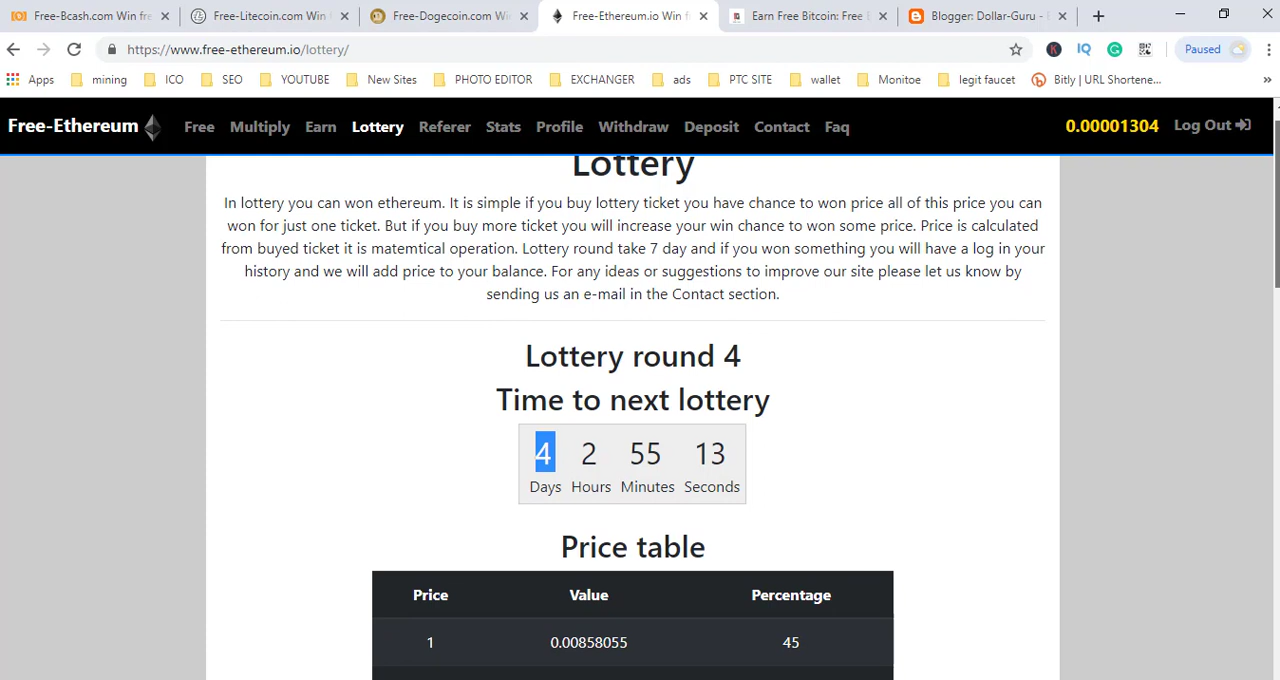 Free-Bcash.com Win fre
Free-Litecoin.com Win
Free-Dogecoin.com Wi
Free-Ethereum.io Win f
Earn Free Bitcoin: Free
Blogger: Dollar-Guru -
https://www.free-ethereum.io/lottery/
Paused
Apps mining ICO SEO YOUTUBE New Sites PHOTO EDITOR EXCHANGER ads PTC SITE wallet Monitoe legit faucet Bitly | URL Shortene... »
Free-Ethereum Free Multiply Earn Lottery Referer Stats Profile Withdraw Deposit Contact Faq 0.00001304 Log Out
Lottery
In lottery you can won ethereum. It is simple if you buy lottery ticket you have chance to won price all of this price you can
won for just one ticket. But if you buy more ticket you will increase your win chance to won some price. Price is calculated
from buyed ticket it is matemtical operation. Lottery round take 7 day and if you won something you will have a log in your
history and we will add price to your balance. For any ideas or suggestions to improve our site please let us know by
sending us an e-mail in the Contact section.
Lottery round 4
Time to next lottery
4 2 55 13
Days Hours Minutes Seconds
Price table
Price Value Percentage
1 0.00858055 45